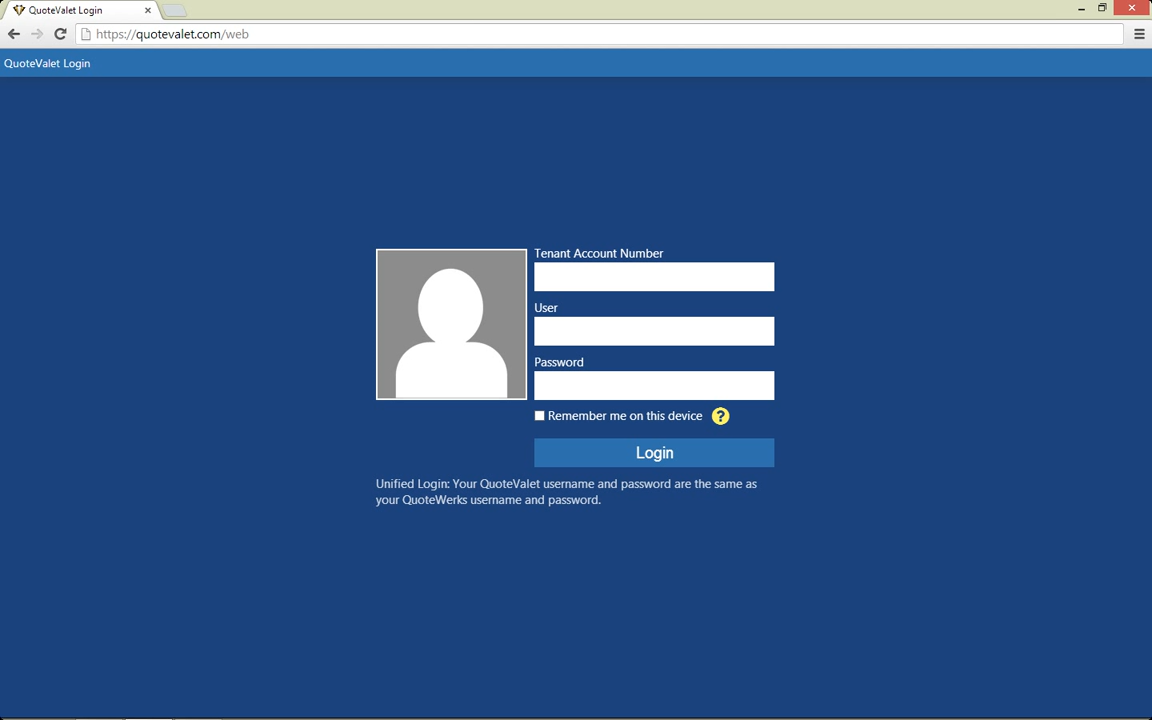 QuoteValet Login
https://quotevalet.com/web
QuoteValet Login
Tenant Account Number
User
Password
Remember me on this device ?
Login
Unified Login: Your QuoteValet username and password are the same as
your QuoteWerks username and password.